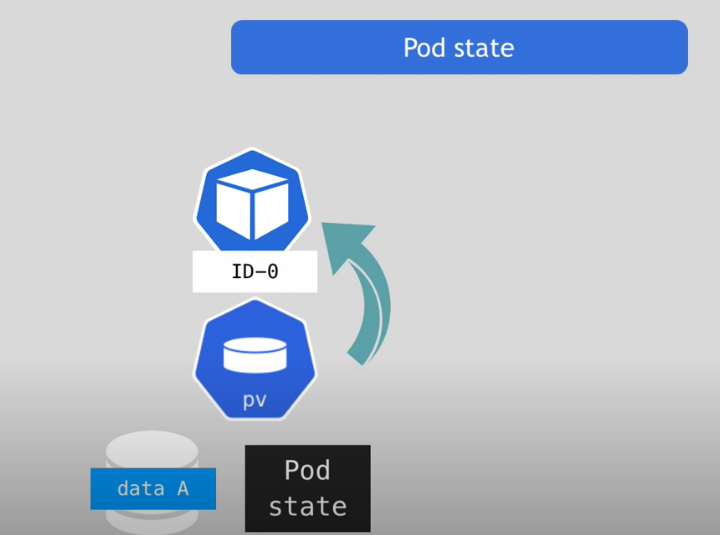 Pod state
ID-0
pv
data A
Pod
state